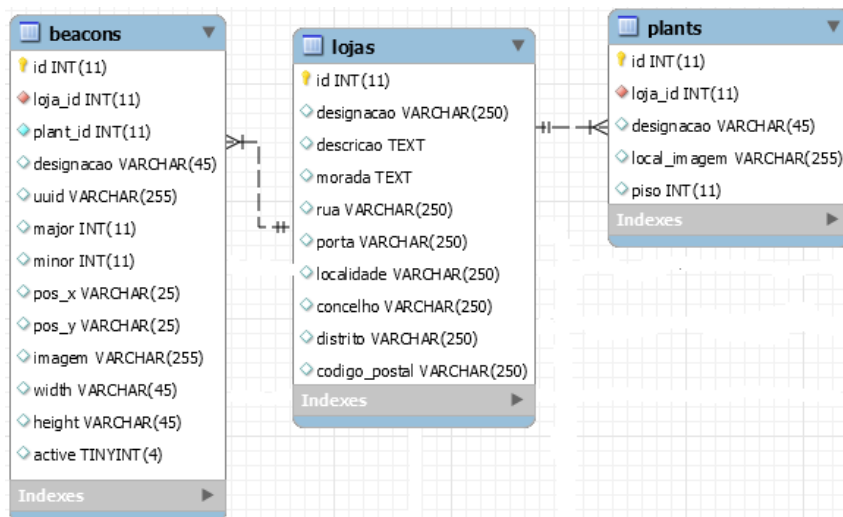 beacons
id INT(11)
loja_id INT(11)
plant_id INT(11)
designacao VARCHAR(45)
uuid VARCHAR(255)
major INT(11)
minor INT(11)
pos_x VARCHAR(25)
pos_y VARCHAR(25)
imagem VARCHAR(255)
width VARCHAR(45)
height VARCHAR(45)
active TINYINT(4)
Indexes
lojas
id INT(11)
designacao VARCHAR(250)
descricao TEXT
morada TEXT
rua VARCHAR(250)
porta VARCHAR(250)
localidade VARCHAR(250)
concelho VARCHAR(250)
distrito VARCHAR(250)
codigo_postal VARCHAR(250)
Indexes
plants
id INT(11)
loja_id INT(11)
designacao VARCHAR(45)
local_imagem VARCHAR(255)
piso INT(11)
Indexes